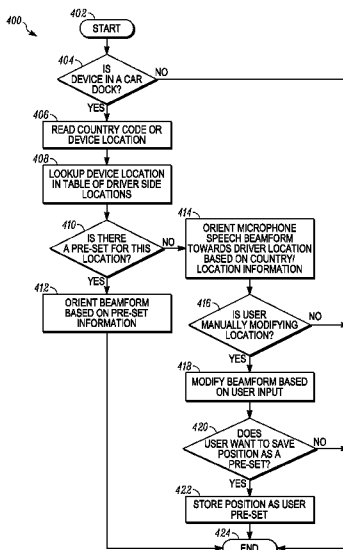 400
402
START
404
IS
DEVICE IN A CAR
DOCK?
NO
YES
406
READ COUNTRY CODE OR
DEVICE LOCATION
408
LOOKUP DEVICE LOCATION
IN TABLE OF DRIVER SIDE
LOCATIONS
410
IS THERE
A PRE-SET FOR THIS
LOCATION?
NO
YES
412
ORIENT BEAMFORM
BASED ON PRE-SET
INFORMATION
414
ORIENT MICROPHONE
SPEECH BEAMFORM
TOWARDS DRIVER LOCATION
BASED ON COUNTRY/
LOCATION INFORMATION
416
IS USER
MANUALLY MODIFYING
LOCATION?
NO
YES
418
MODIFY BEAMFORM BASED
ON USER INPUT
420
DOES
USER WANT TO SAVE
POSITION AS A
PRE-SET?
NO
YES
422
STORE POSITION AS USER
PRE-SET
424
END